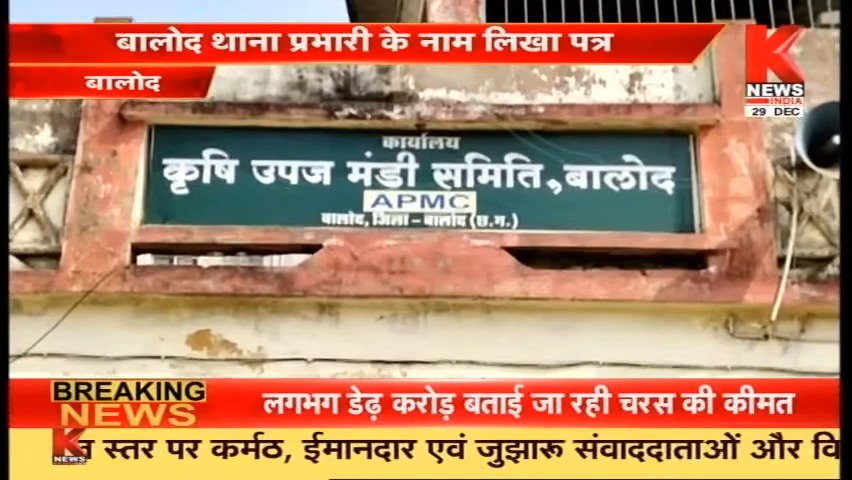 बालोद थाना प्रभारी के नाम लिखा पत्र
बालोद
K
NEWS
INDIA
29 DEC
कार्यालय
कृषि उपज मंडी समिति, बालोद
APMC
बालोद, जिला - बालोद (छ.ग.)
BREAKING
NEWS
लगभग डेढ़ करोड़ बताई जा रही चरस की कीमत
K
NEWS
स्तर पर कर्मठ, ईमानदार एवं जुझारू संवाददाताओं और